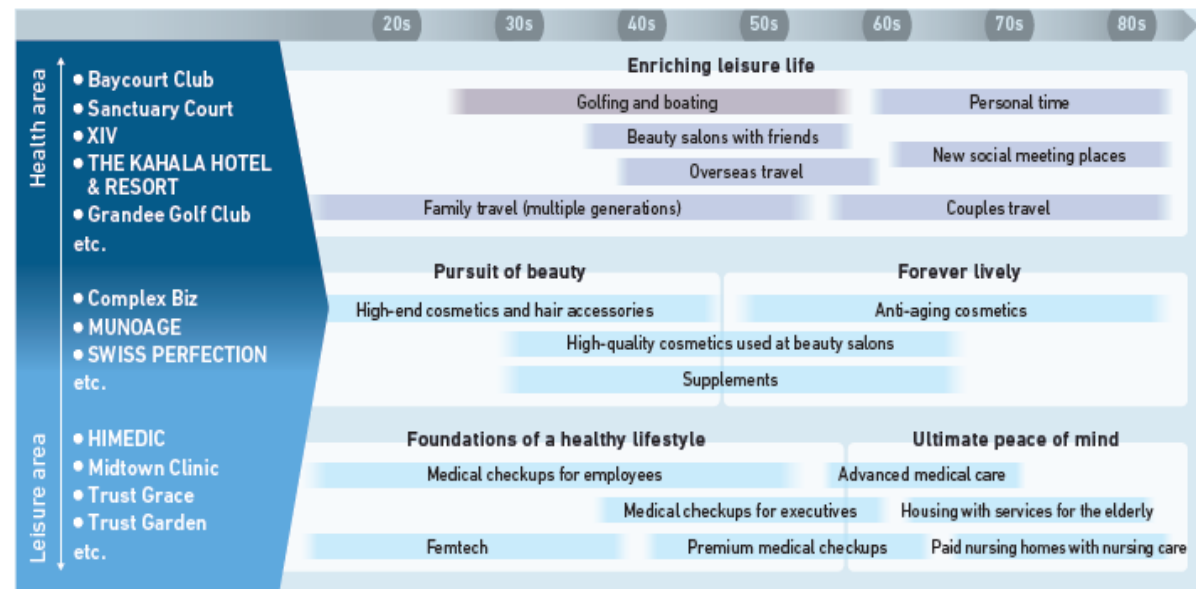 20s 30s 40s 50s 60s 70s 80s
Health area
● Baycourt Club
● Sanctuary Court
● XIV
● THE KAHALA HOTEL
& RESORT
● Grandee Golf Club
etc.
Enriching leisure life
Golfing and boating
Personal time
Beauty salons with friends
New social meeting places
Overseas travel
Family travel (multiple generations)
Couples travel
● Complex Biz
● MUNOAGE
● SWISS PERFECTION
etc.
Pursuit of beauty
Forever lively
High-end cosmetics and hair accessories
Anti-aging cosmetics
High-quality cosmetics used at beauty salons
Supplements
Leisure area
● HIMEDIC
● Midtown Clinic
● Trust Grace
● Trust Garden
etc.
Foundations of a healthy lifestyle
Ultimate peace of mind
Medical checkups for employees
Advanced medical care
Medical checkups for executives
Housing with services for the elderly
Femtech
Premium medical checkups
Paid nursing homes with nursing care